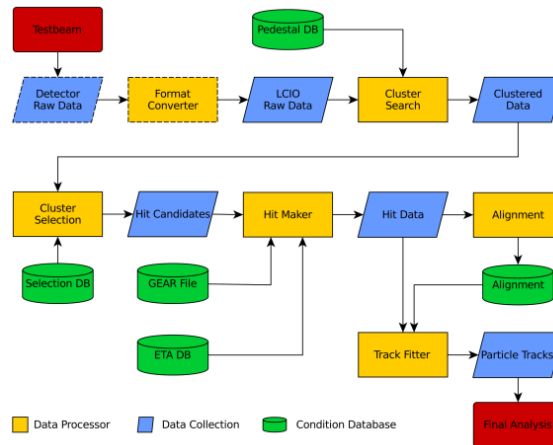 Testbeam
Pedestal DB
Detector
Raw Data
Format
Converter
LCIO
Raw Data
Cluster
Search
Clustered
Data
Cluster
Selection
Hit Candidates
Hit Maker
Hit Data
Alignment
Selection DB
GEAR File
Alignment
ETA DB
Track Fitter
Particle Tracks
Data Processor
Data Collection
Condition Database
Final Analysis